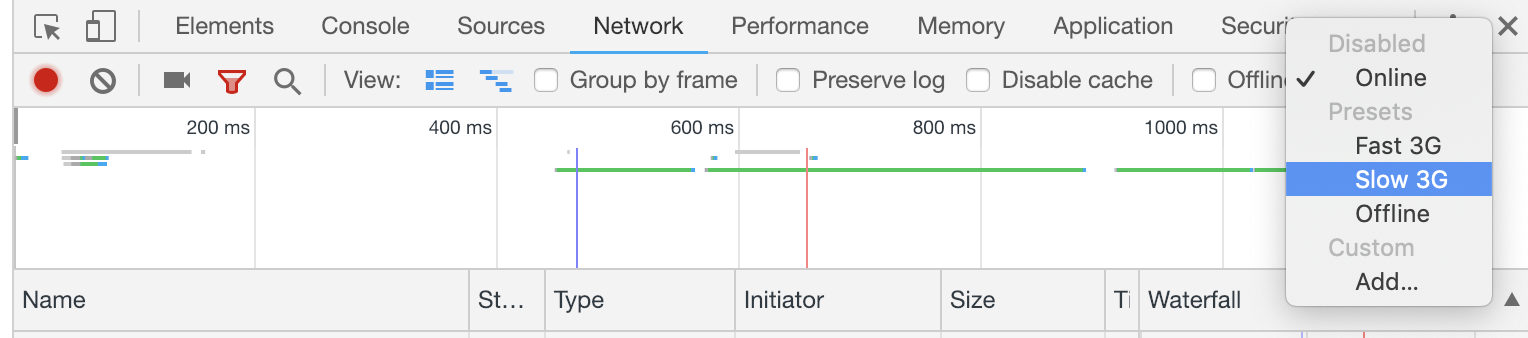 Elements Console Sources Network Performance Memory Application Securi
Disabled
View: Group by frame Preserve log Disable cache Offline
Online
Presets
200 ms 400 ms 600 ms 800 ms 1000 ms
Fast 3G
Slow 3G
Offline
Custom
Add...
Name St... Type Initiator Size Ti Waterfall